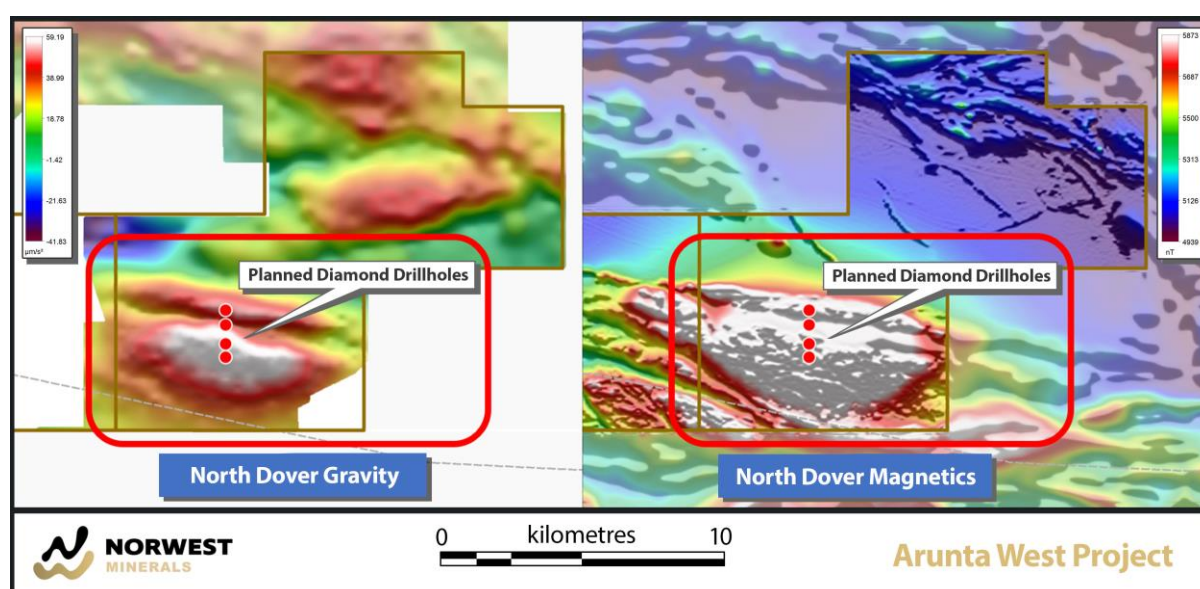 59.19
38.99
18.78
-1.42
-21.63
-41.83
µm/s²
Planned Diamond Drillholes
North Dover Gravity
5873
5687
5500
5313
5126
4939
nT
Planned Diamond Drillholes
North Dover Magnetics
NORWEST
MINERALS
0 kilometres 10
Arunta West Project